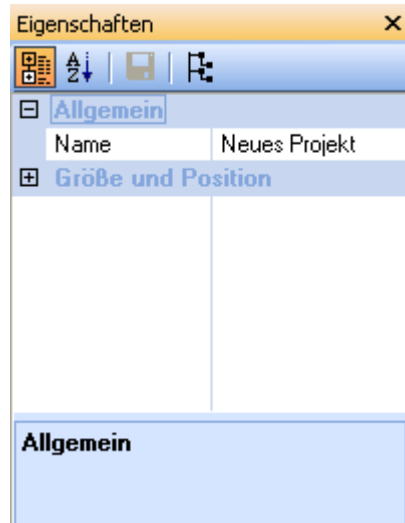 Eigenschaften
Allgemein
Name Neues Projekt
Größe und Position
Allgemein